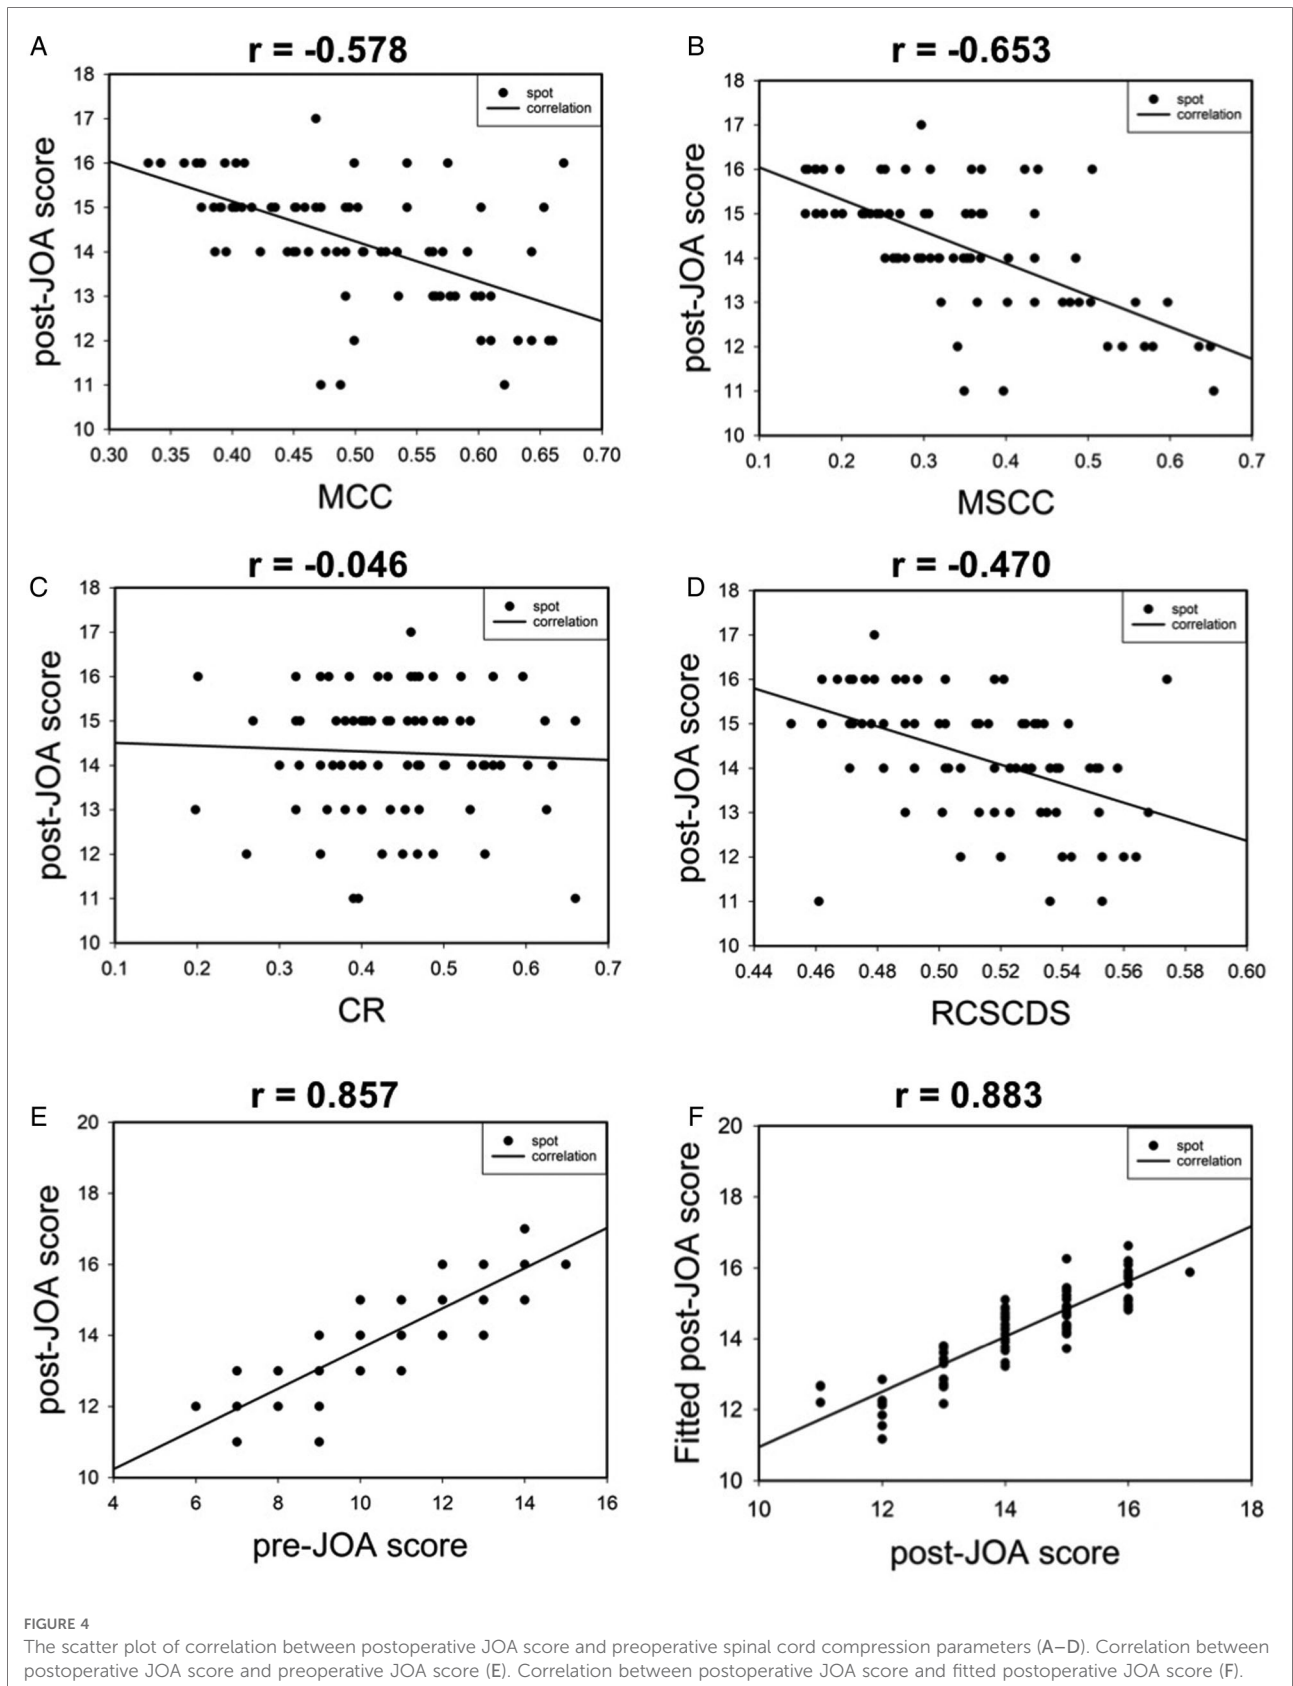 A
r = -0.578
18
17
16
15
14
13
12
11
10
post-JOA score
spot
correlation
0.30 0.35 0.40 0.45 0.50 0.55 0.60 0.65 0.70
MCC
B
r = -0.653
18
17
16
15
14
13
12
11
10
post-JOA score
spot
correlation
0.1 0.2 0.3 0.4 0.5 0.6 0.7
MSCC
C
r = -0.046
18
17
16
15
14
13
12
11
10
post-JOA score
spot
correlation
0.1 0.2 0.3 0.4 0.5 0.6 0.7
CR
D
r = -0.470
18
17
16
15
14
13
12
11
10
post-JOA score
spot
correlation
0.44 0.46 0.48 0.50 0.52 0.54 0.56 0.58 0.60
RCSCDS
E
r = 0.857
20
18
16
14
12
10
post-JOA score
spot
correlation
4 6 8 10 12 14 16
pre-JOA score
F
r = 0.883
20
18
16
14
12
10
Fitted post-JOA score
spot
correlation
10 12 14 16 18
post-JOA score
FIGURE 4
The scatter plot of correlation between postoperative JOA score and preoperative spinal cord compression parameters (A–D). Correlation between
postoperative JOA score and preoperative JOA score (E). Correlation between postoperative JOA score and fitted postoperative JOA score (F).